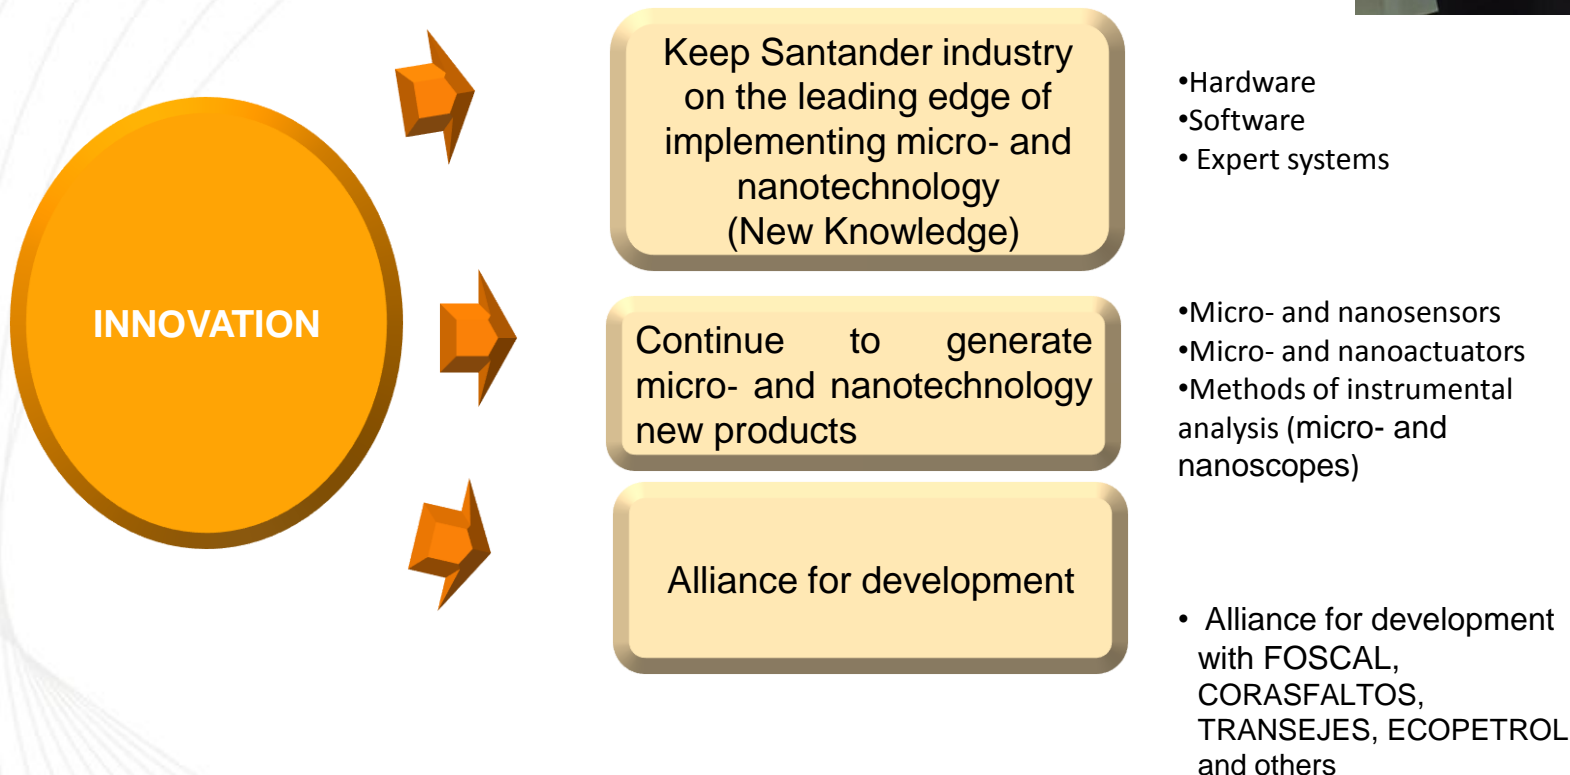 INNOVATION
Keep Santander industry
on the leading edge of
implementing micro- and
nanotechnology
(New Knowledge)
•Hardware
•Software
• Expert systems
Continue to generate
micro- and nanotechnology
new products
•Micro- and nanosensors
•Micro- and nanoactuators
•Methods of instrumental
analysis (micro- and
nanoscopes)
Alliance for development
• Alliance for development
with FOSCAL,
CORASFALTOS,
TRANSEJES, ECOPETROL
and others